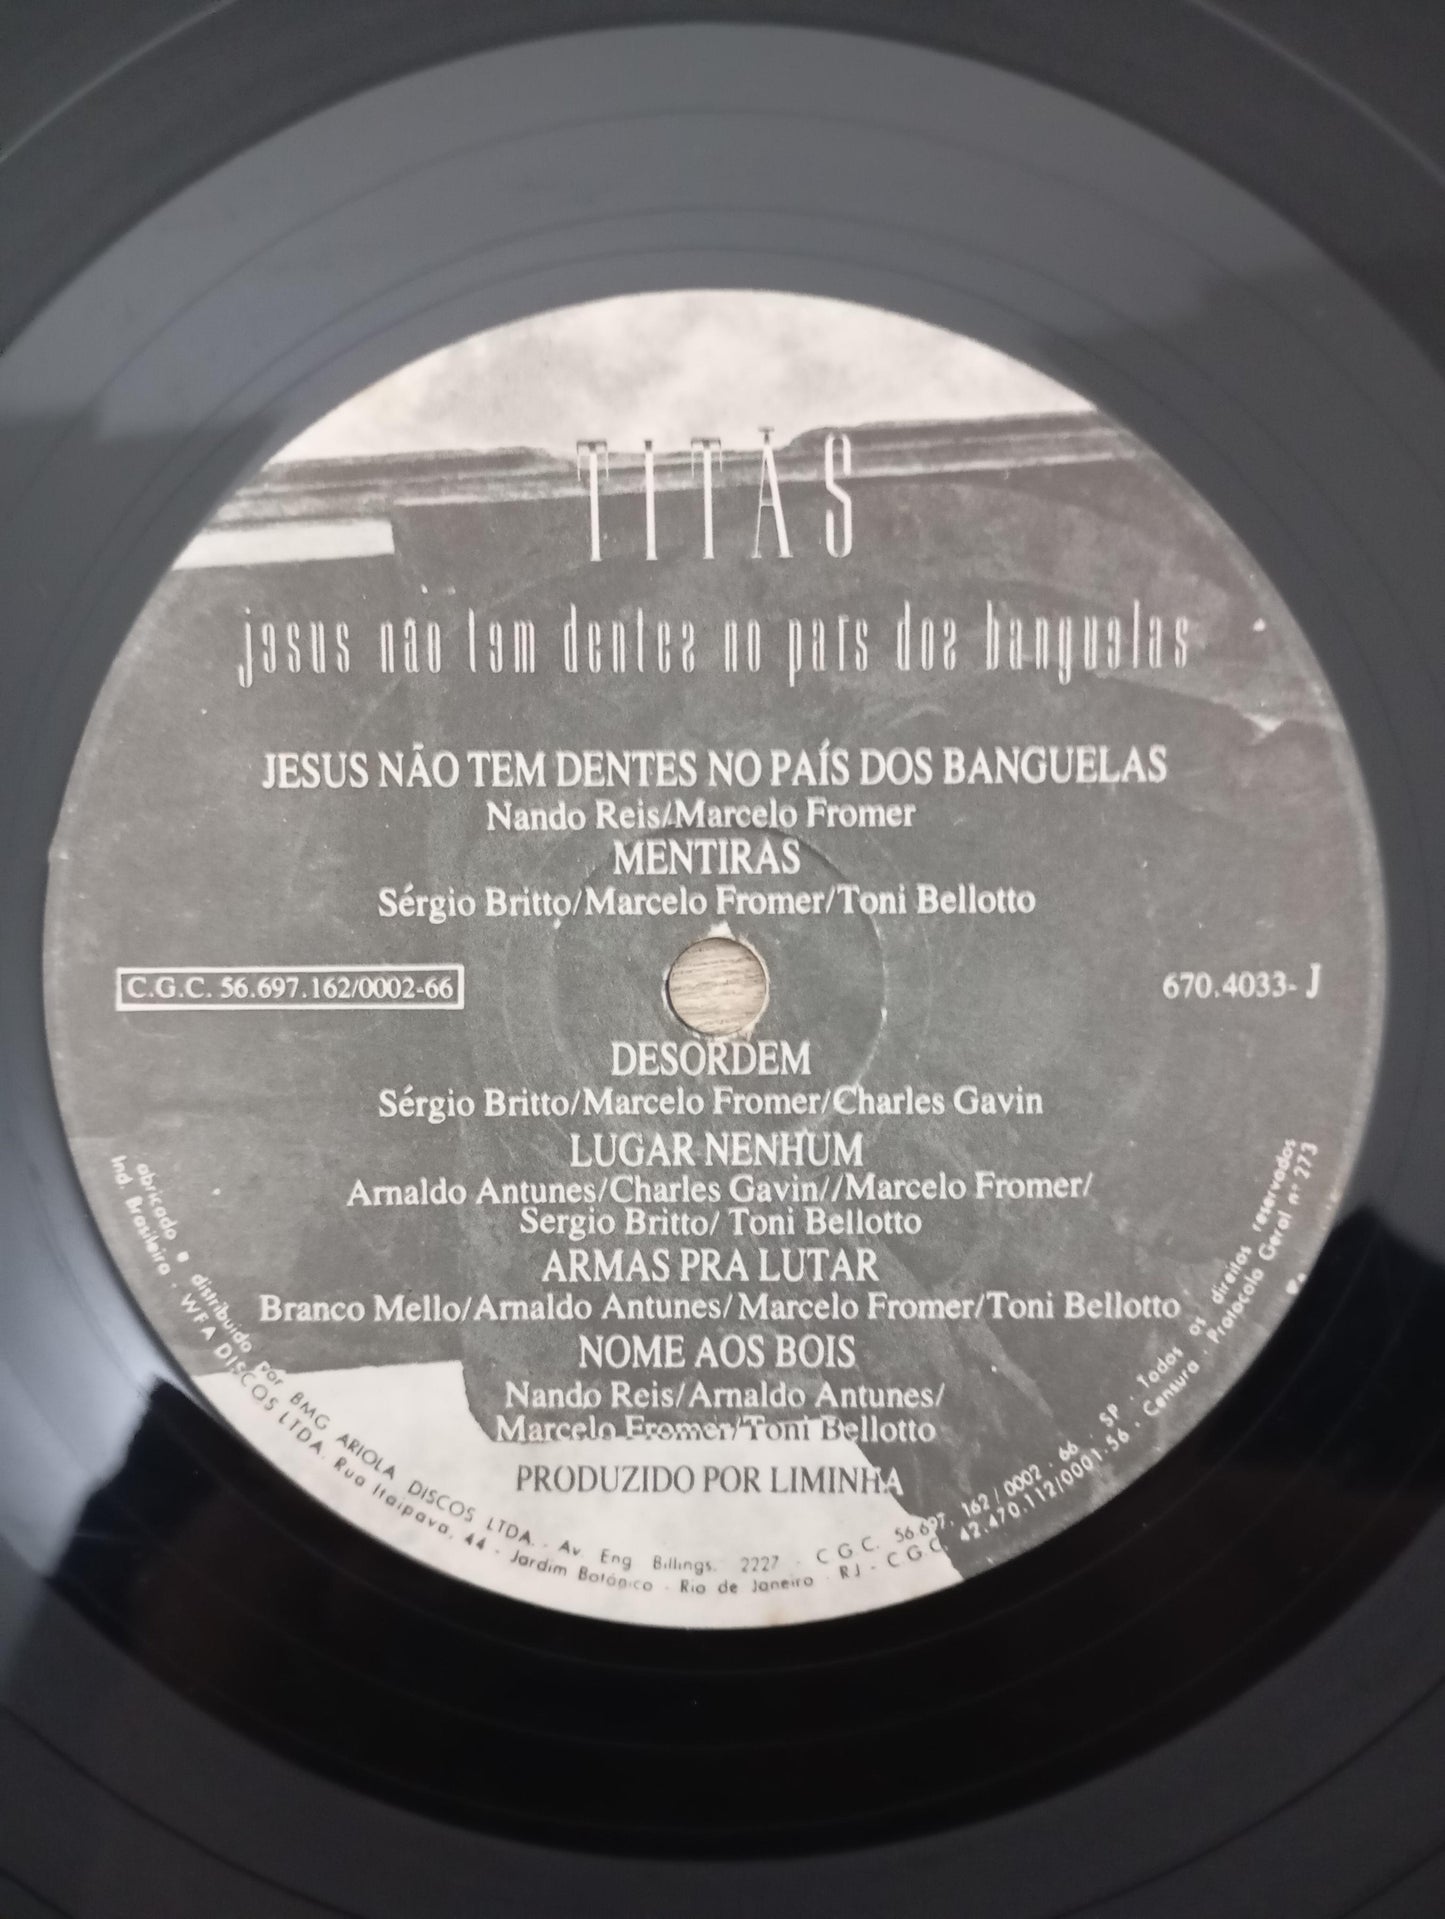 TITÃS
jesus não tem dentes no país dos banguelas
JESUS NÃO TEM DENTES NO PAÍS DOS BANGUELAS
Nando Reis/Marcelo Fromer
MENTIRAS
Sérgio Britto/Marcelo Fromer/Toni Bellotto
C.G.C. 56.697.162/0002-66
670.4033-J
DESORDEM
Sérgio Britto/Marcelo Fromer/Charles Gavin
LUGAR NENHUM
Arnaldo Antunes/Charles Gavin//Marcelo Fromer/
Sergio Britto/ Toni Bellotto
ARMAS PRA LUTAR
Branco Mello/Arnaldo Antunes/Marcelo Fromer/Toni Bellotto
NOME AOS BOIS
Nando Reis/Arnaldo Antunes/
Marcelo Fromer/Toni Bellotto
PRODUZIDO POR LIMINHA
abricado e distribuido por BMG ARIOLA DISCOS LTDA. - Av. Eng Billings. 2227 - C G C. 56.697. 162 / 0002 - 66 - SP - Todos os direitos reservados
Ind. Brasileira - WEA DISCOS LTDA. Rua Itaipava, 44 - Jardim Botânico - Rio de Janeiro - RJ - C.G.C. 42.470.112/0001-56 - Censura - Protocolo Geral nº 273